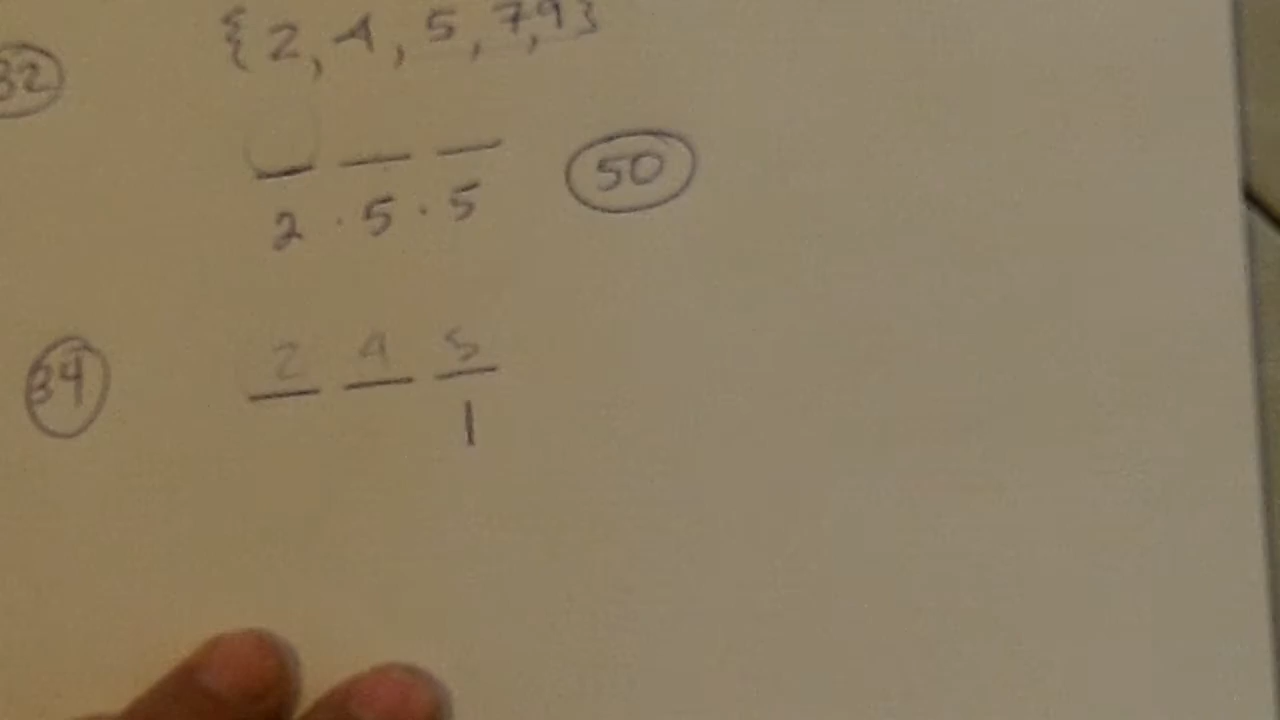 32 {2, 4, 5, 7, 9}
_ _ _ 50
2 · 5 · 5
34 2 4 5
1